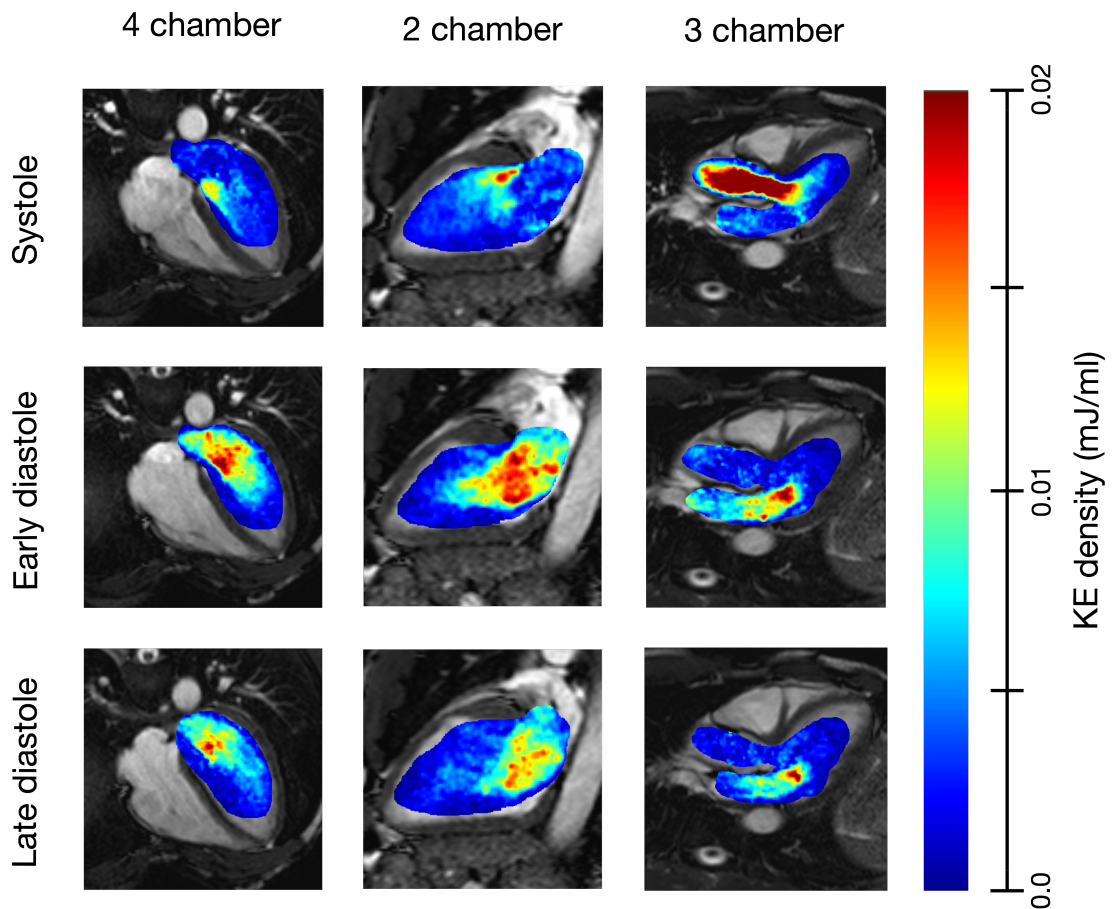 4 chamber
2 chamber
3 chamber
Systole
Early diastole
Late diastole
0.02
0.01
0.0
KE density (mJ/ml)